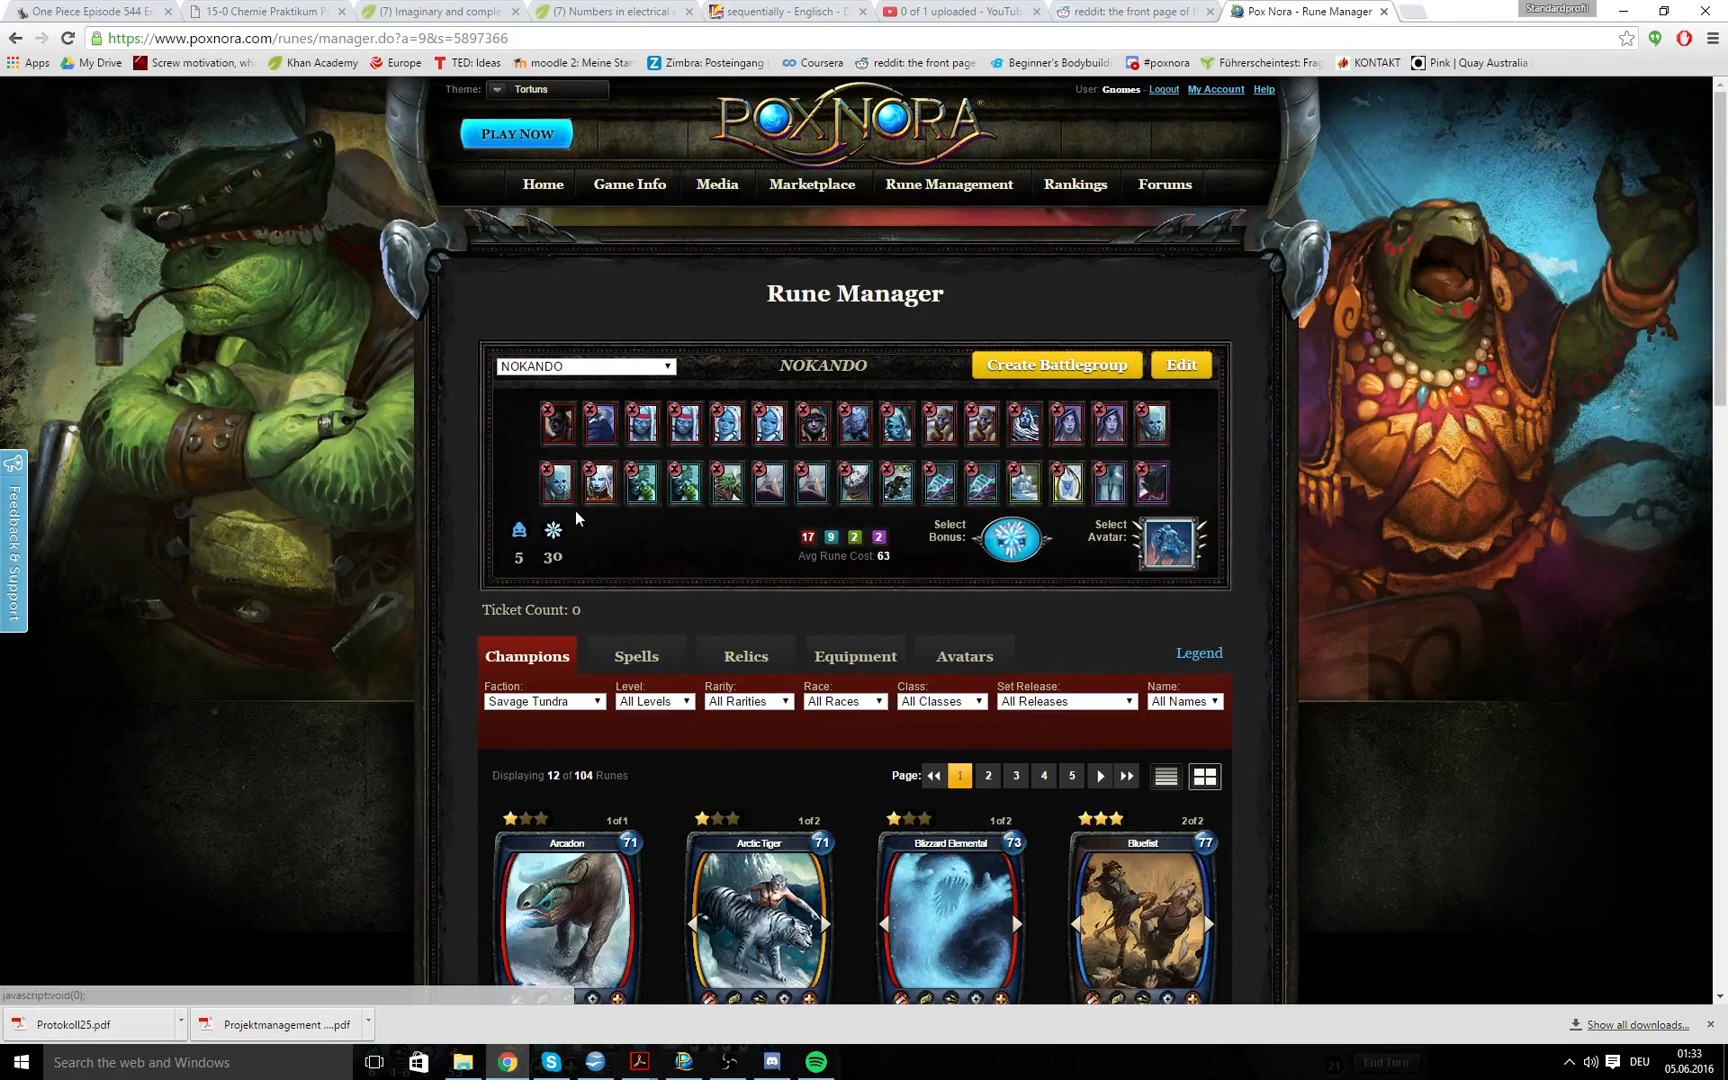 One Piece Episode 544 En
15-0 Chemie Praktikum P
(7) Imaginary and comple
(7) Numbers in electrical e
sequentially - Englisch - D
0 of 1 uploaded - YouTub
reddit: the front page of th
Pox Nora - Rune Manager
Standardprofil
https://www.poxnora.com/runes/manager.do?a=9&s=5897366
Apps
My Drive
Screw motivation, wh
Khan Academy
Europe
TED: Ideas
moodle 2: Meine Star
Zimbra: Posteingang
Coursera
reddit: the front page
Beginner's Bodybuildi
#poxnora
Führerscheintest: Frag
KONTAKT
Pink | Quay Australia
Theme:
Tortuns
User: Gnomes - Logout My Account Help
POXNORA
PLAY NOW
Home
Game Info
Media
Marketplace
Rune Management
Rankings
Forums
Rune Manager
NOKANDO
NOKANDO
Create Battlegroup
Edit
5
30
17
9
2
2
Avg Rune Cost: 63
Select
Bonus:
Select
Avatar:
Feedback & Support
Ticket Count: 0
Champions
Spells
Relics
Equipment
Avatars
Legend
Faction:
Level:
Rarity:
Race:
Class:
Set Release:
Name:
Savage Tundra
All Levels
All Rarities
All Races
All Classes
All Releases
All Names
Displaying 12 of 104 Runes
Page:
1
2
3
4
5
1 of 1
1 of 2
1 of 2
2 of 2
Arcadon
71
Arctic Tiger
71
Blizzard Elemental
73
Bluefist
77
javascript:void(0);
Protokoll25.pdf
Projektmanagement ....pdf
Show all downloads...
Search the web and Windows
End Turn
DEU
01:33
05.06.2016